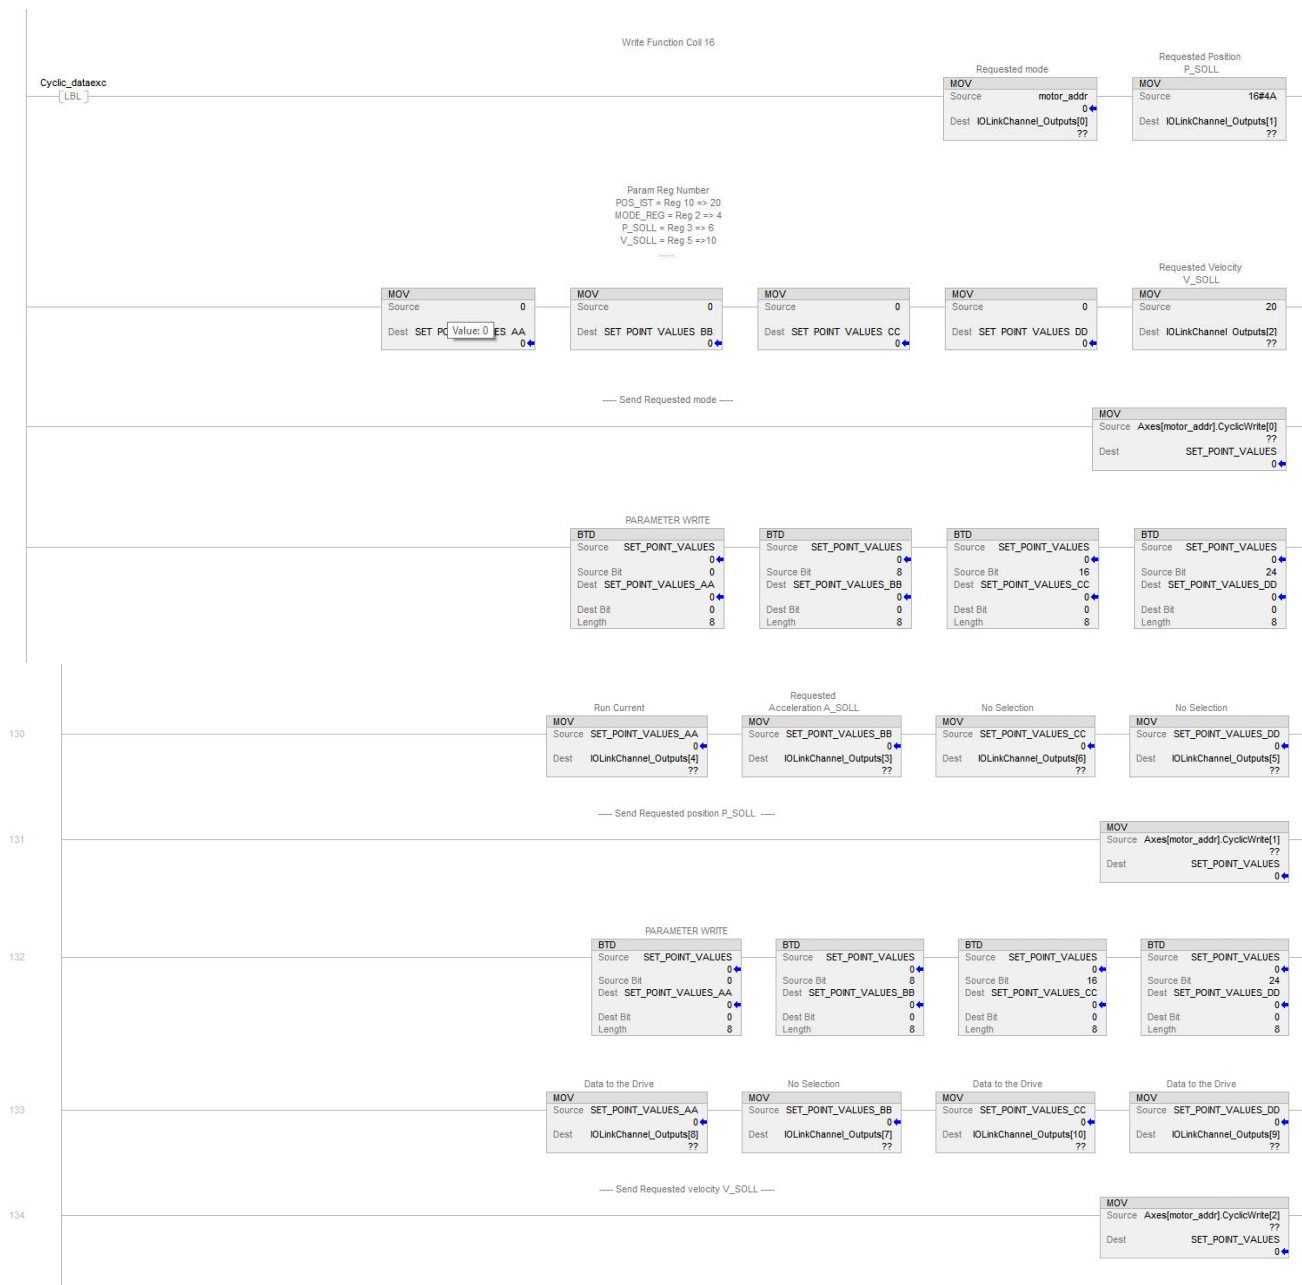 Write Function Coil 16
Cyclic_dataexc
[LBL]
Requested mode
MOV
Source motor_addr
0
Dest IOLinkChannel_Outputs[0]
??
Requested Position
P_SOLL
MOV
Source 16#4A
Dest IOLinkChannel_Outputs[1]
??
Param Reg Number
POS_IST = Reg 10 => 20
MODE_REG = Reg 2 => 4
P_SOLL = Reg 3 => 6
V_SOLL = Reg 5 =>10
......
MOV
Source 0
Dest SET PO
Value: 0
ES AA
0
MOV
Source 0
Dest SET POINT VALUES BB
0
MOV
Source 0
Dest SET POINT VALUES CC
0
MOV
Source 0
Dest SET POINT VALUES DD
0
Requested Velocity
V_SOLL
MOV
Source 20
Dest IOLinkChannel Outputs[2]
??
---- Send Requested mode ----
MOV
Source Axes[motor_addr].CyclicWrite[0]
??
Dest SET_POINT_VALUES
0
PARAMETER WRITE
BTD
Source SET_POINT_VALUES
0
Source Bit 0
Dest SET_POINT_VALUES_AA
0
Dest Bit 0
Length 8
BTD
Source SET_POINT_VALUES
0
Source Bit 8
Dest SET_POINT_VALUES_BB
0
Dest Bit 0
Length 8
BTD
Source SET_POINT_VALUES
0
Source Bit 16
Dest SET_POINT_VALUES_CC
0
Dest Bit 0
Length 8
BTD
Source SET_POINT_VALUES
0
Source Bit 24
Dest SET_POINT_VALUES_DD
0
Dest Bit 0
Length 8
130
Run Current
MOV
Source SET_POINT_VALUES_AA
0
Dest IOLinkChannel_Outputs[4]
??
Requested
Acceleration A_SOLL
MOV
Source SET_POINT_VALUES_BB
0
Dest IOLinkChannel_Outputs[3]
??
No Selection
MOV
Source SET_POINT_VALUES_CC
0
Dest IOLinkChannel_Outputs[6]
??
No Selection
MOV
Source SET_POINT_VALUES_DD
0
Dest IOLinkChannel_Outputs[5]
??
131
---- Send Requested position P_SOLL ----
MOV
Source Axes[motor_addr].CyclicWrite[1]
??
Dest SET_POINT_VALUES
0
132
PARAMETER WRITE
BTD
Source SET_POINT_VALUES
0
Source Bit 0
Dest SET_POINT_VALUES_AA
0
Dest Bit 0
Length 8
BTD
Source SET_POINT_VALUES
0
Source Bit 8
Dest SET_POINT_VALUES_BB
0
Dest Bit 0
Length 8
BTD
Source SET_POINT_VALUES
0
Source Bit 16
Dest SET_POINT_VALUES_CC
0
Dest Bit 0
Length 8
BTD
Source SET_POINT_VALUES
0
Source Bit 24
Dest SET_POINT_VALUES_DD
0
Dest Bit 0
Length 8
133
Data to the Drive
MOV
Source SET_POINT_VALUES_AA
0
Dest IOLinkChannel_Outputs[8]
??
No Selection
MOV
Source SET_POINT_VALUES_BB
0
Dest IOLinkChannel_Outputs[7]
??
Data to the Drive
MOV
Source SET_POINT_VALUES_CC
0
Dest IOLinkChannel_Outputs[10]
??
Data to the Drive
MOV
Source SET_POINT_VALUES_DD
0
Dest IOLinkChannel_Outputs[9]
??
134
---- Send Requested velocity V_SOLL ----
MOV
Source Axes[motor_addr].CyclicWrite[2]
??
Dest SET_POINT_VALUES
0